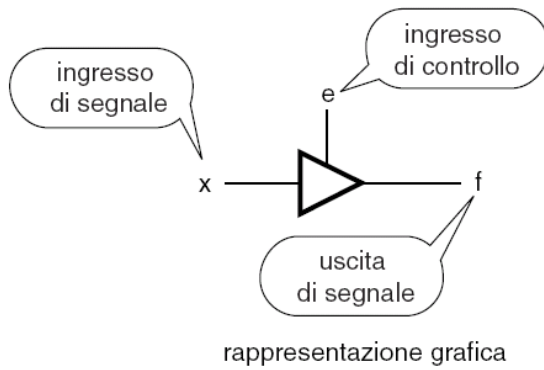 ingresso
di controllo
ingresso
di segnale
e
x
f
uscita
di segnale
rappresentazione grafica